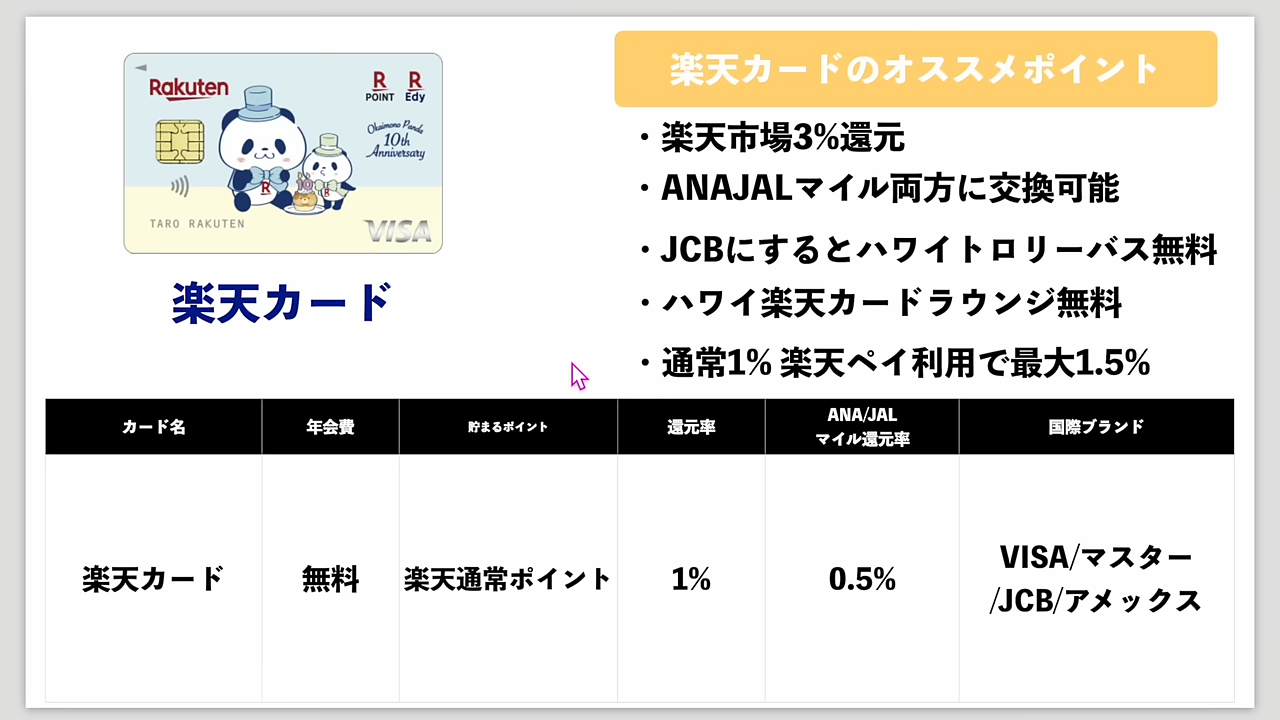 Rakuten
R
POINT
R
Edy
Okaimono Panda
10th
Anniversary
R
10
R
TARO RAKUTEN
VISA
楽天カード
楽天カードのオススメポイント
・楽天市場3%還元
・ANAJALマイル両方に交換可能
・JCBにするとハワイトロリーバス無料
・ハワイ楽天カードラウンジ無料
・通常1% 楽天ペイ利用で最大1.5%
カード名
年会費
貯まるポイント
還元率
ANA/JAL
マイル還元率
国際ブランド
楽天カード
無料
楽天通常ポイント
1%
0.5%
VISA/マスター
/JCB/アメックス